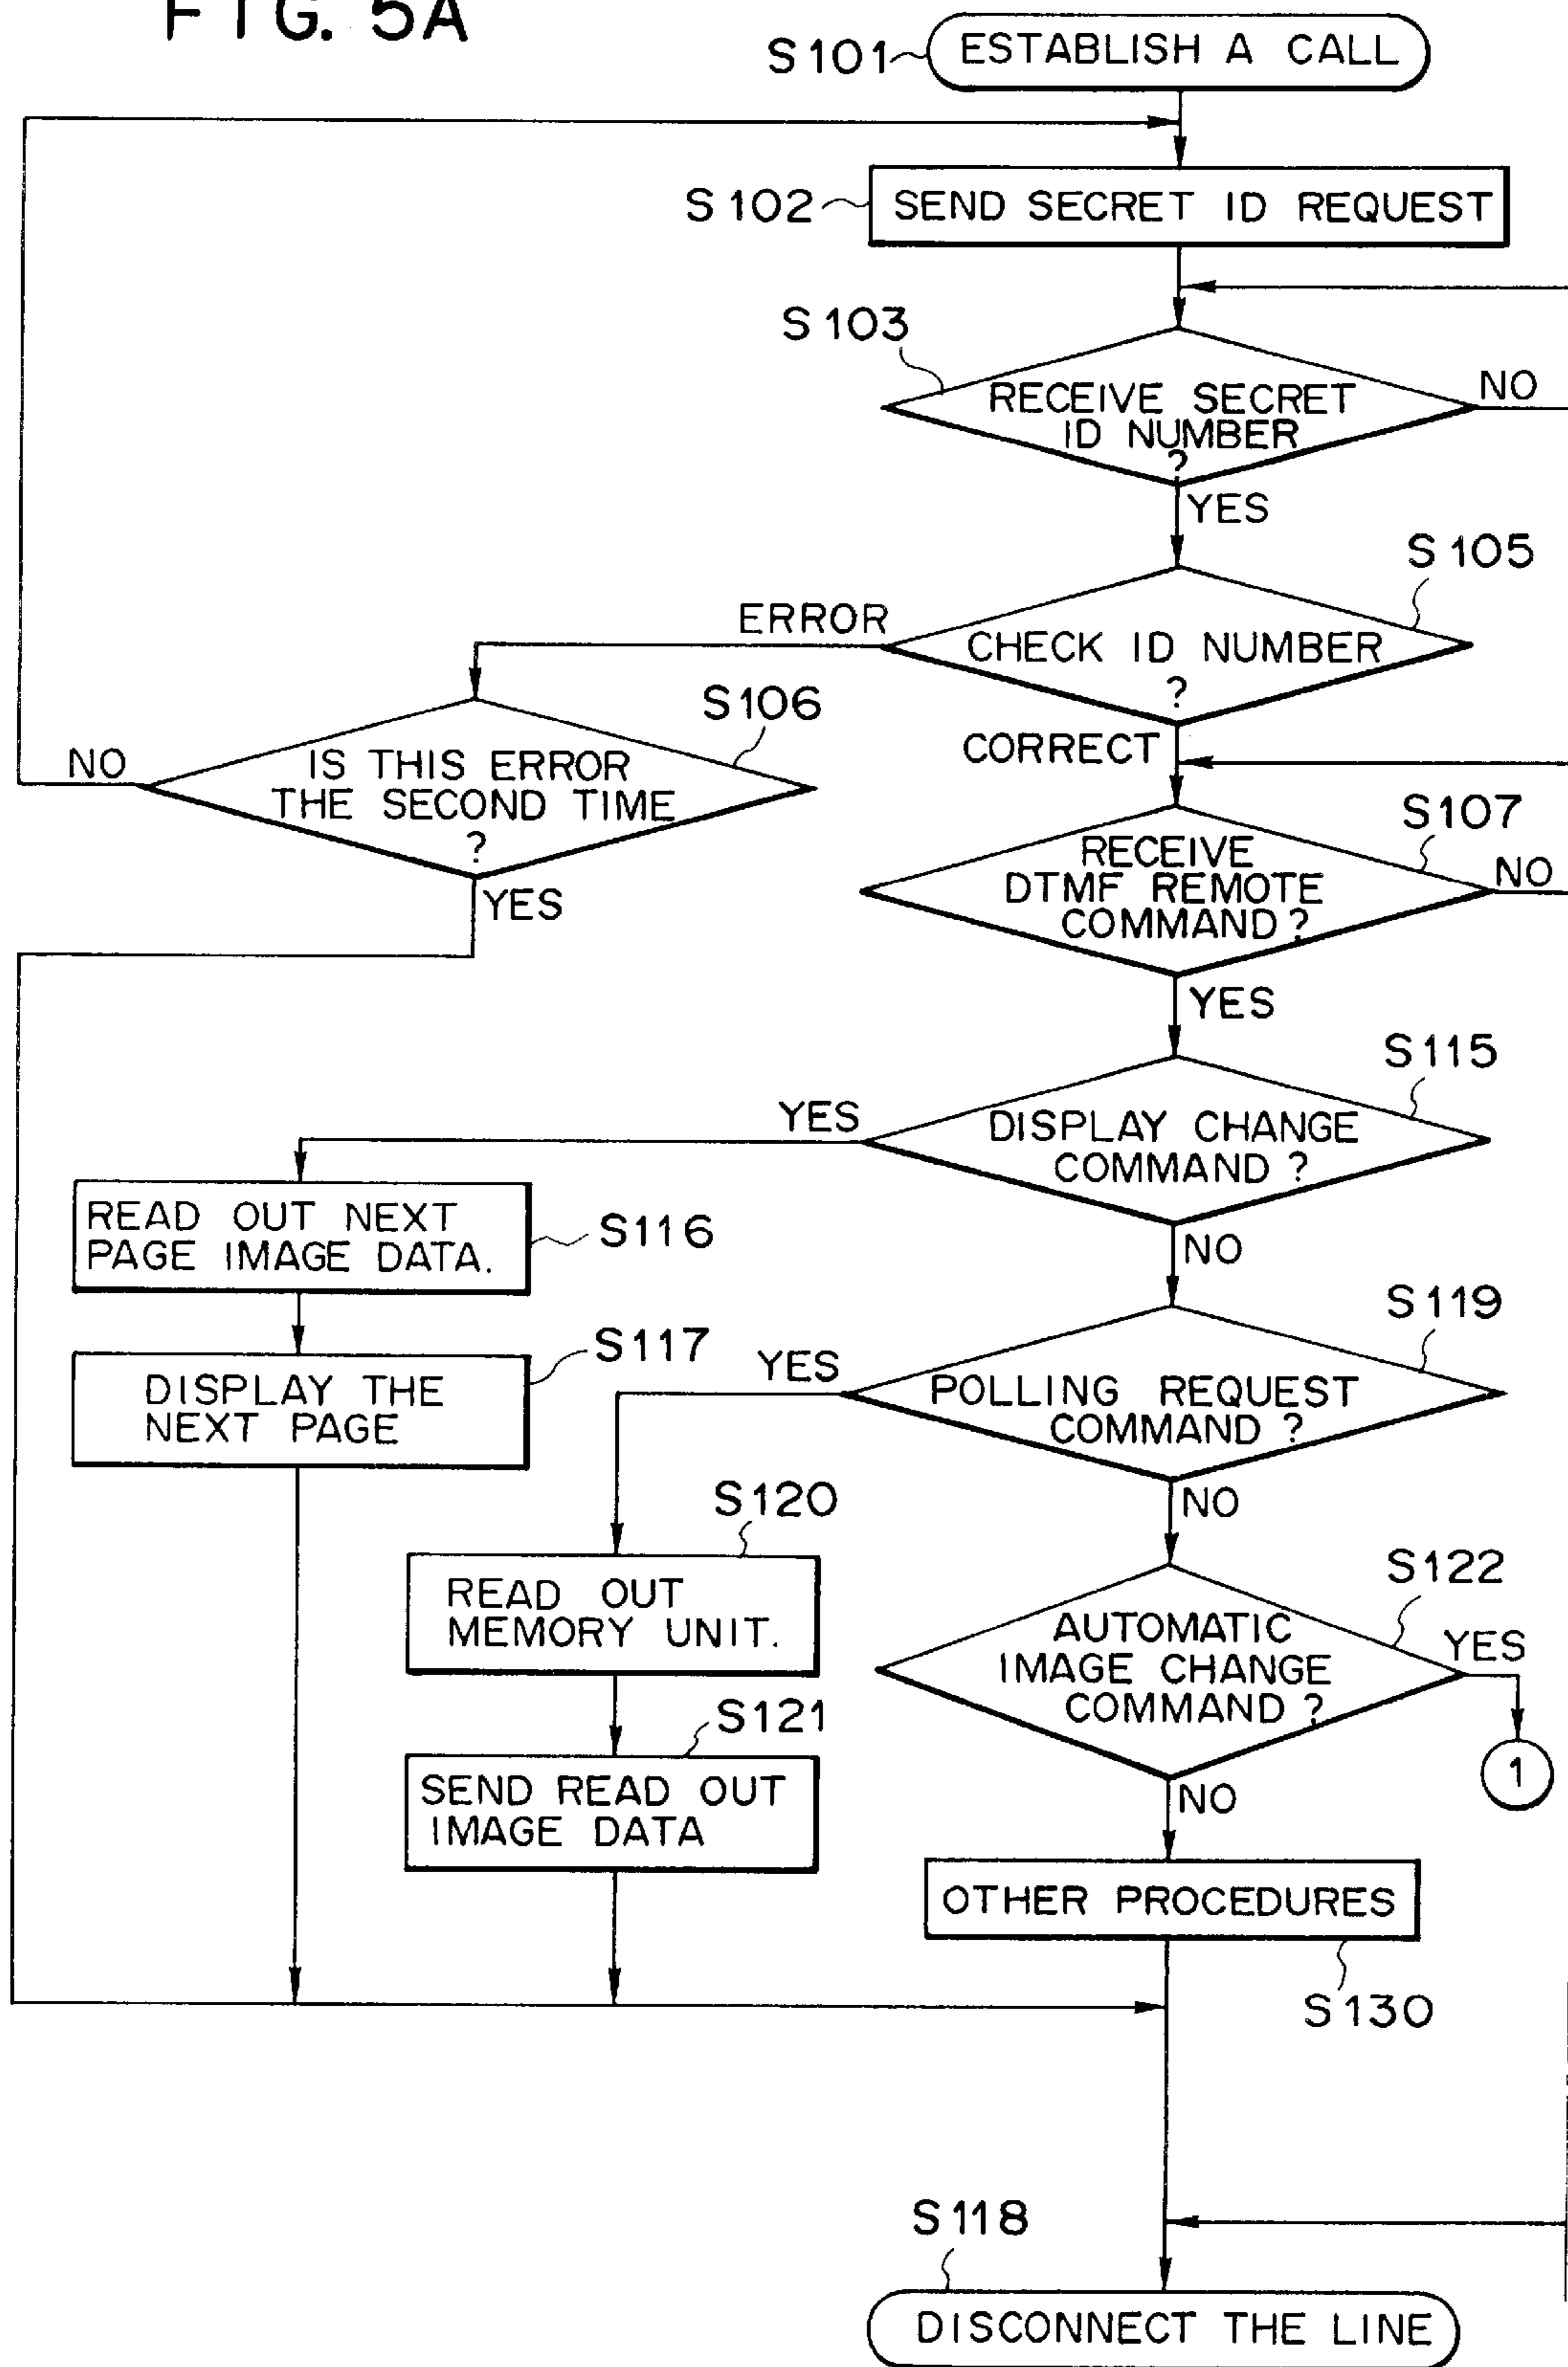 FIG. 5A
S101
ESTABLISH A CALL
S102
SEND SECRET ID REQUEST
S103
RECEIVE SECRET
ID NUMBER
?
NO
YES
S105
ERROR
CHECK ID NUMBER
?
CORRECT
S106
NO
IS THIS ERROR
THE SECOND TIME
?
YES
S107
RECEIVE
DTMF REMOTE
COMMAND?
NO
YES
S115
YES
DISPLAY CHANGE
COMMAND?
NO
READ OUT NEXT
PAGE IMAGE DATA.
S116
S117
DISPLAY THE
NEXT PAGE
S119
YES
POLLING REQUEST
COMMAND?
NO
S120
READ OUT
MEMORY UNIT.
S121
SEND READ OUT
IMAGE DATA
S122
AUTOMATIC
IMAGE CHANGE
COMMAND?
YES
1
NO
OTHER PROCEDURES
S130
S118
DISCONNECT THE LINE